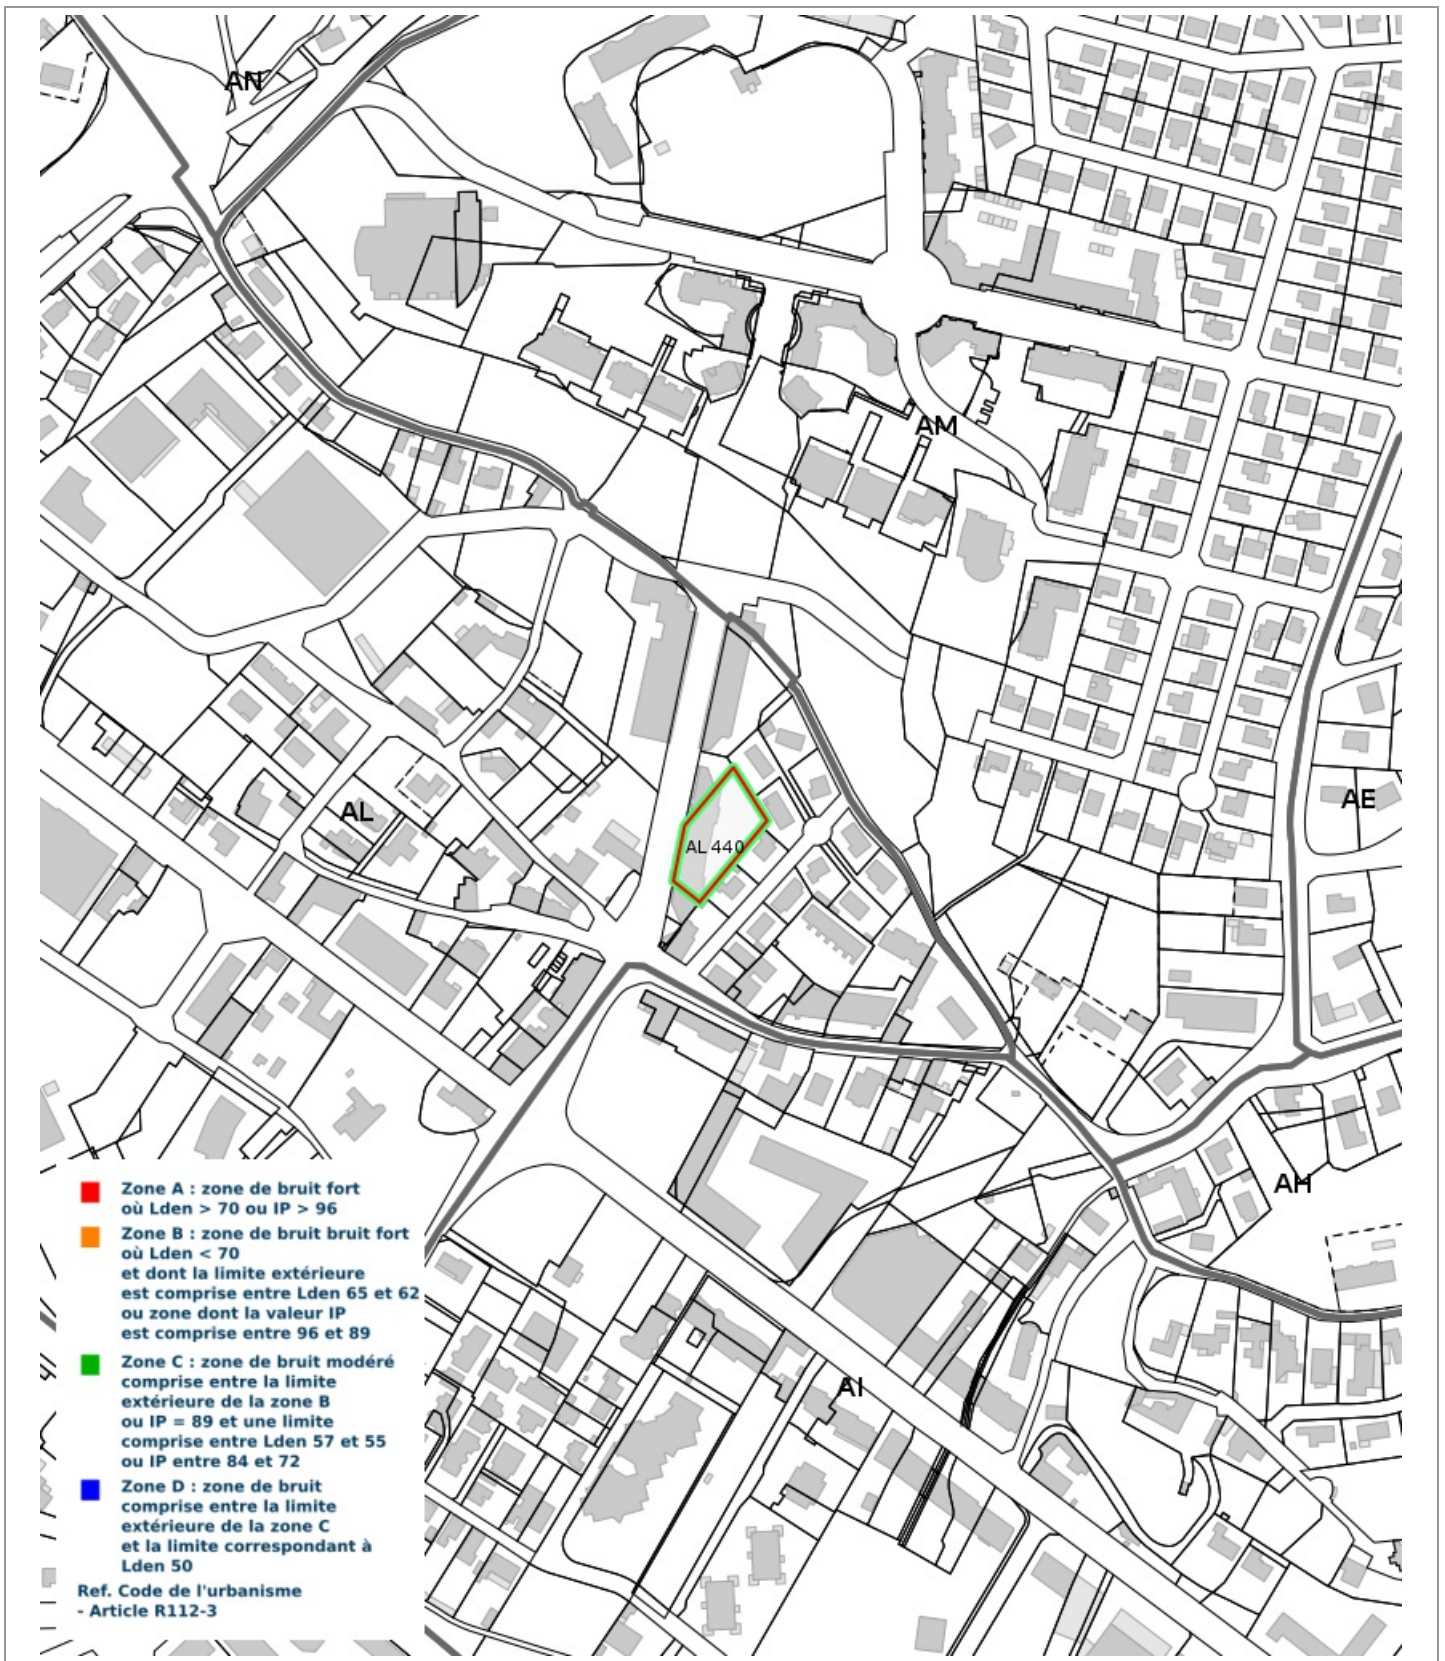 AN
AM
AE
AL
AL 440
AH
AI
Zone A : zone de bruit fort
où Lden > 70 ou IP > 96
Zone B : zone de bruit bruit fort
où Lden < 70
et dont la limite extérieure
est comprise entre Lden 65 et 62
ou zone dont la valeur IP
est comprise entre 96 et 89
Zone C : zone de bruit modéré
comprise entre la limite
extérieure de la zone B
ou IP = 89 et une limite
comprise entre Lden 57 et 55
ou IP entre 84 et 72
Zone D : zone de bruit
comprise entre la limite
extérieure de la zone C
et la limite correspondant à
Lden 50
Ref. Code de l'urbanisme
- Article R112-3